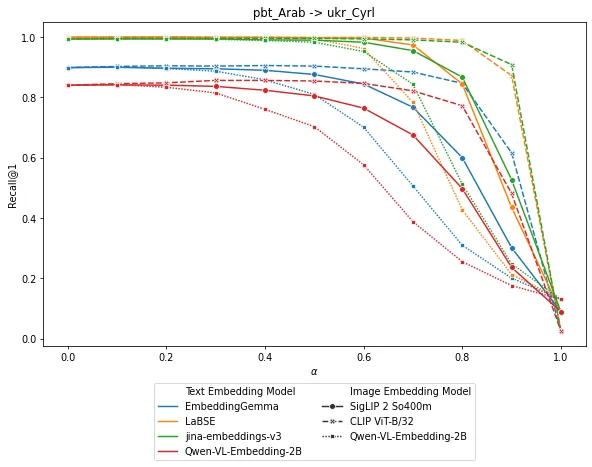 pbt_Arab -> ukr_Cyrl
1.0
0.8
0.6
0.4
0.2
0.0
Recall@1
0.0 0.2 0.4 0.6 0.8 1.0
α
Text Embedding Model Image Embedding Model
EmbeddingGemma SigLIP 2 So400m
LaBSE CLIP ViT-B/32
jina-embeddings-v3 Qwen-VL-Embedding-2B
Qwen-VL-Embedding-2B